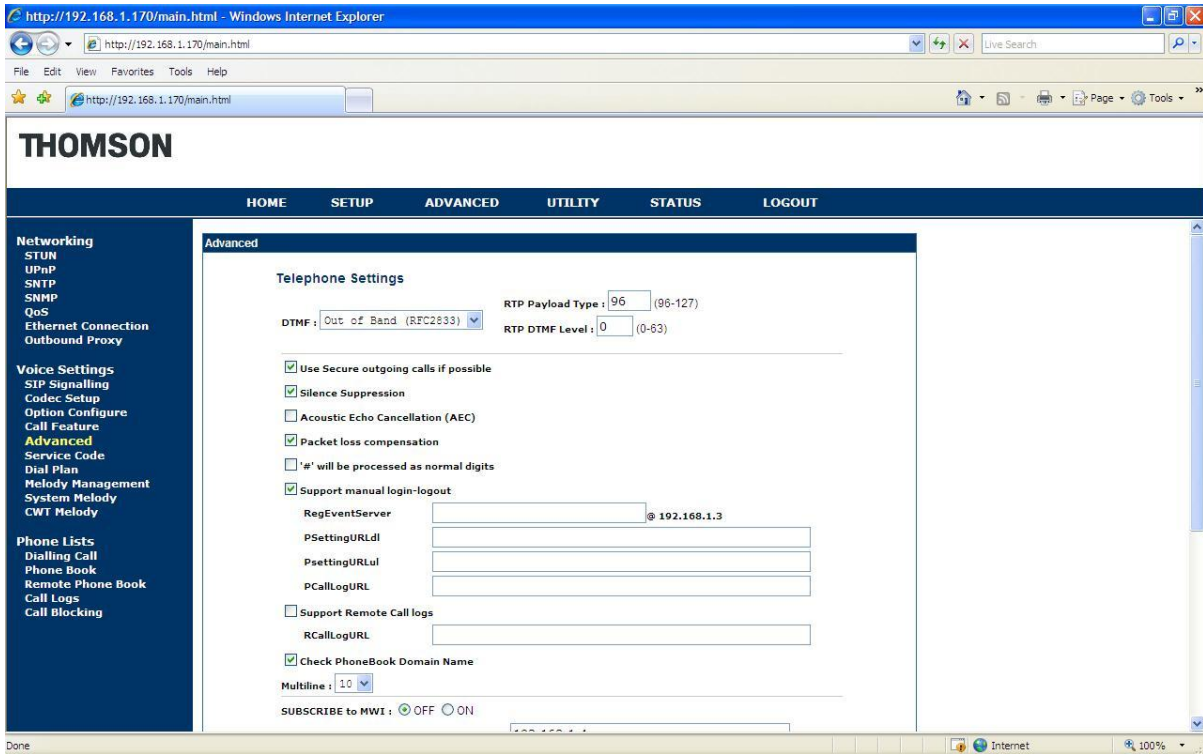 http://192.168.1.170/main.html - Windows Internet Explorer
http://192.168.1.170/main.html
Live Search
File Edit View Favorites Tools Help
http://192.168.1.170/main.html
Page Tools
THOMSON
HOME SETUP ADVANCED UTILITY STATUS LOGOUT
Networking
STUN
UPnP
SNTP
SNMP
QoS
Ethernet Connection
Outbound Proxy
Voice Settings
SIP Signalling
Codec Setup
Option Configure
Call Feature
Advanced
Service Code
Dial Plan
Melody Management
System Melody
CWT Melody
Phone Lists
Dialling Call
Phone Book
Remote Phone Book
Call Logs
Call Blocking
Advanced
Telephone Settings
DTMF : Out of Band (RFC2833)
RTP Payload Type : 96 (96-127)
RTP DTMF Level : 0 (0-63)
Use Secure outgoing calls if possible
Silence Suppression
Acoustic Echo Cancellation (AEC)
Packet loss compensation
'#' will be processed as normal digits
Support manual login-logout
RegEventServer @ 192.168.1.3
PSettingURLdl
PsettingURLul
PCallLogURL
Support Remote Call logs
RCallLogURL
Check PhoneBook Domain Name
Multiline : 10
SUBSCRIBE to MWI : OFF ON
Done
Internet
100%